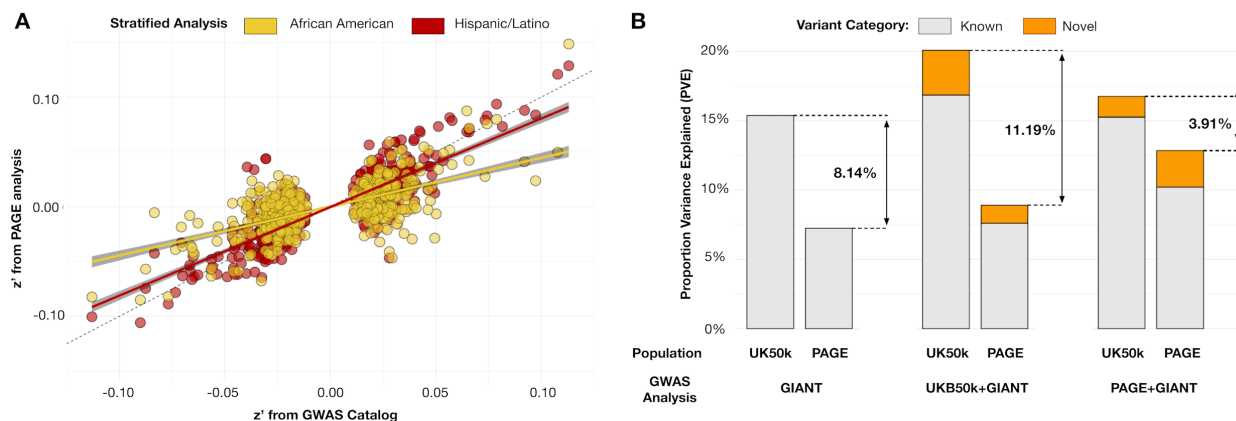 A
Stratified Analysis African American Hispanic/Latino
z' from PAGE analysis
0.10
0.00
-0.10
-0.10 -0.05 0.00 0.05 0.10
z' from GWAS Catalog
B
Variant Category: Known Novel
Proportion Variance Explained (PVE)
20%
15%
10%
5%
0%
8.14%
11.19%
3.91%
Population UK50k PAGE UK50k PAGE UK50k PAGE
GWAS
Analysis
GIANT UKB50k+GIANT PAGE+GIANT